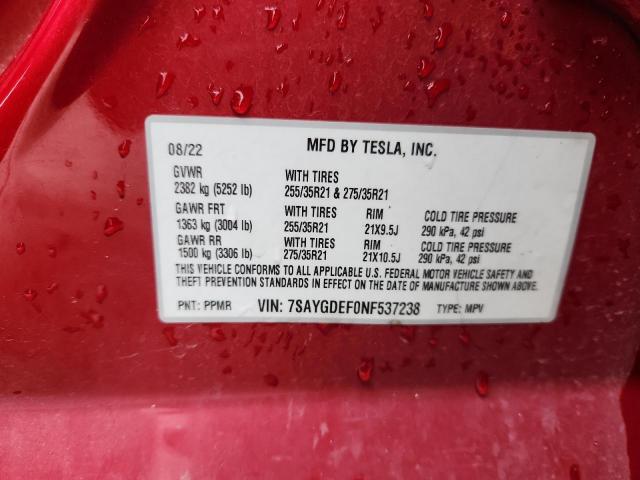 08/22 MFD BY TESLA, INC.
GVWR WITH TIRES
2382 kg (5252 lb) 255/35R21 & 275/35R21
GAWR FRT WITH TIRES RIM COLD TIRE PRESSURE
1363 kg (3004 lb) 255/35R21 21X9.5J 290 kPa, 42 psi
GAWR RR WITH TIRES RIM COLD TIRE PRESSURE
1500 kg (3306 lb) 275/35R21 21X10.5J 290 kPa, 42 psi
THIS VEHICLE CONFORMS TO ALL APPLICABLE U.S. FEDERAL MOTOR VEHICLE SAFETY AND
THEFT PREVENTION STANDARDS IN EFFECT ON THE DATE OF MANUFACTURE SHOWN ABOVE.
PNT: PPMR VIN: 7SAYGDEF0NF537238 TYPE: MPV